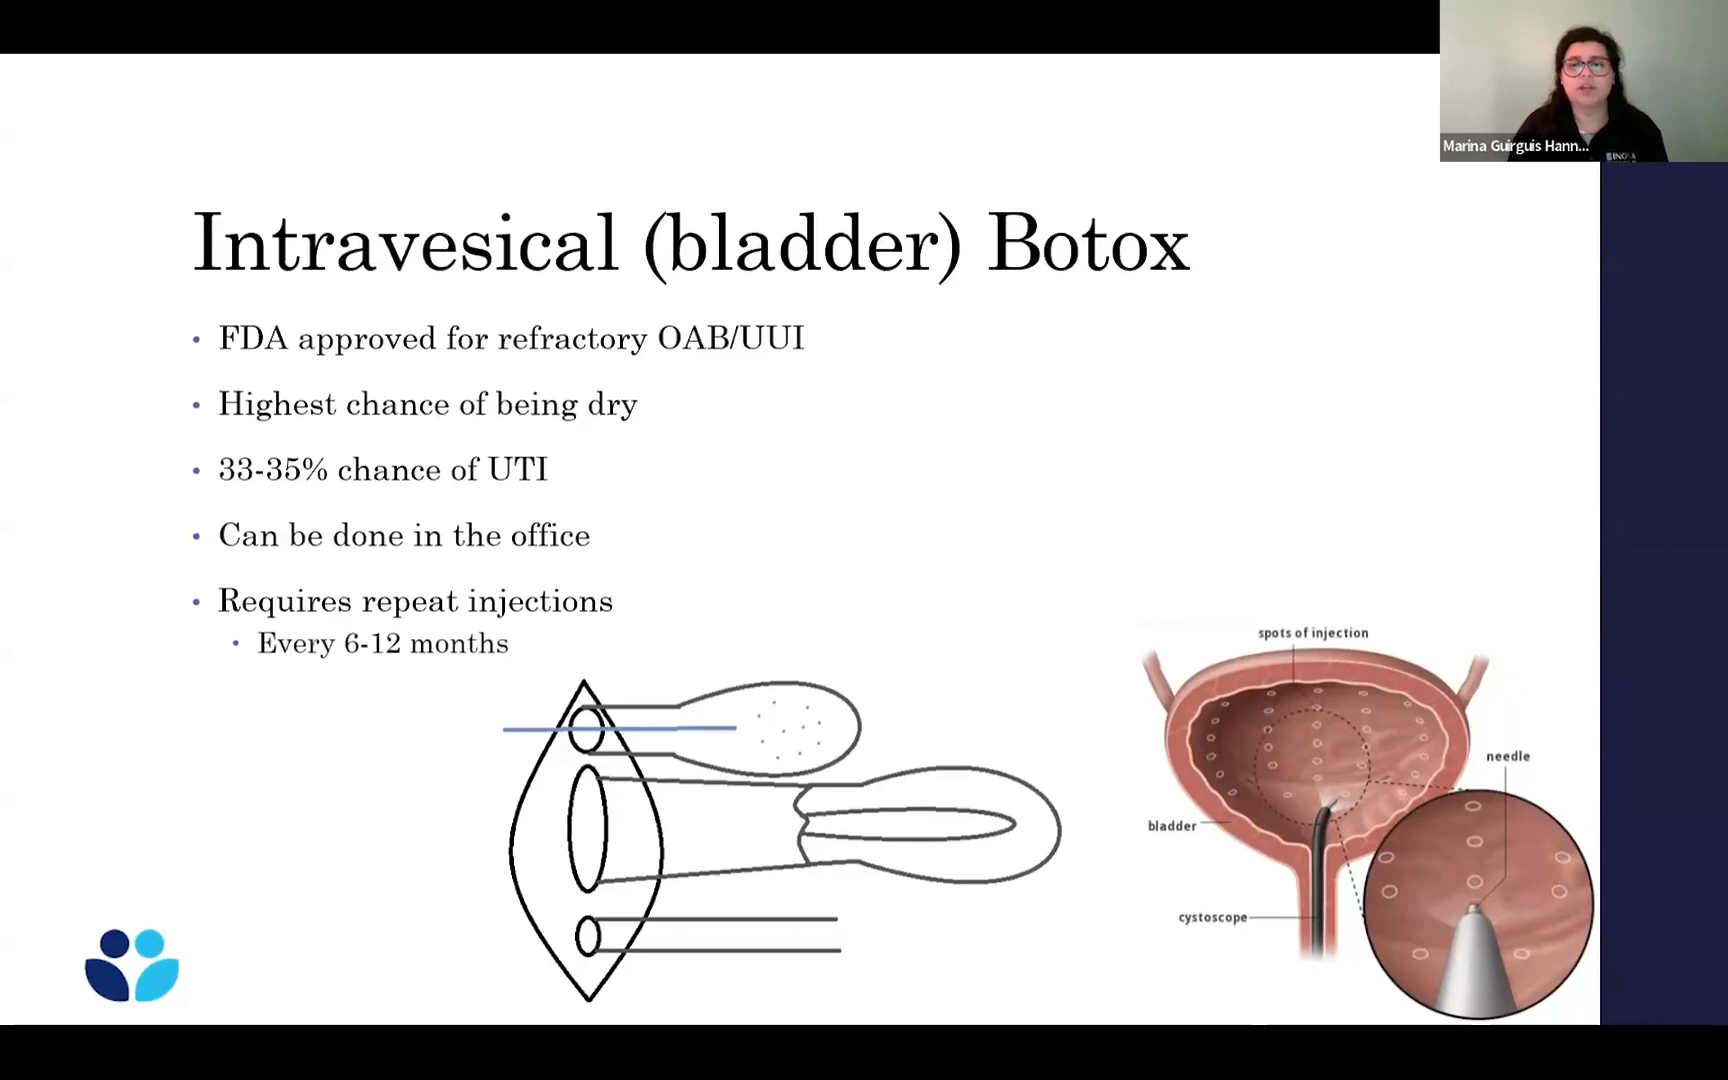 Marina Guirguis Hann...
INOVA
Intravesical (bladder) Botox
• FDA approved for refractory OAB/UUI
• Highest chance of being dry
• 33-35% chance of UTI
• Can be done in the office
• Requires repeat injections
• Every 6-12 months
spots of injection
needle
bladder
cystoscope